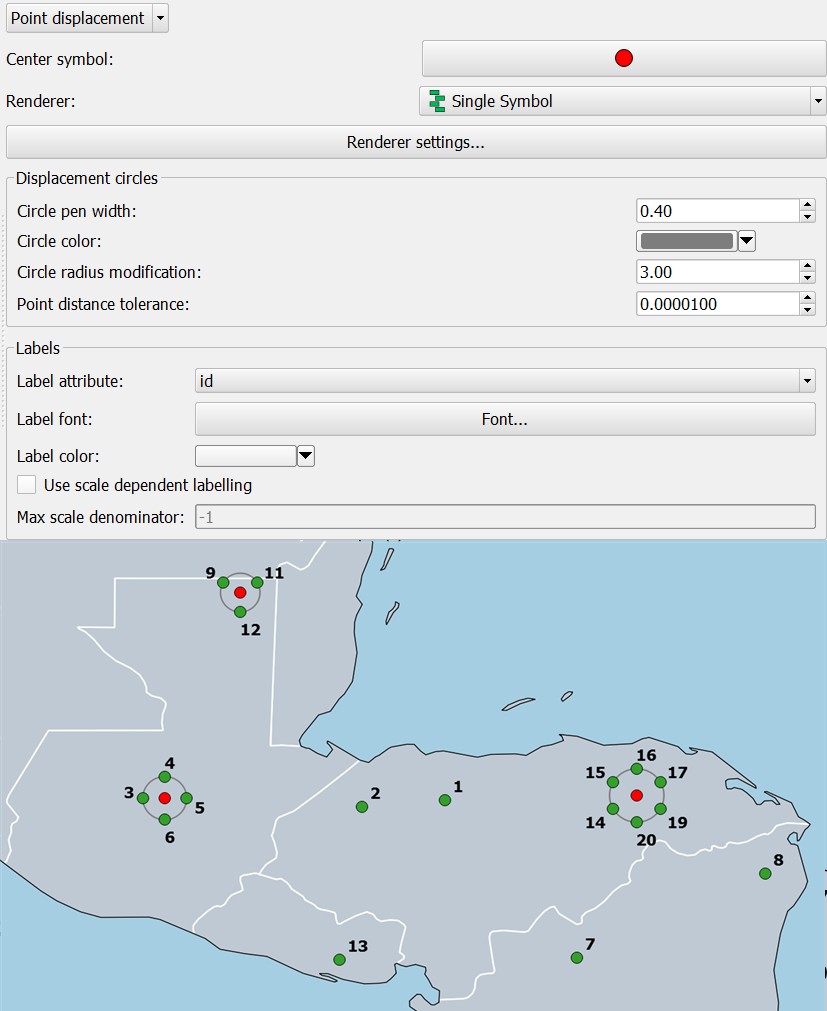 Point displacement
Center symbol:
Renderer: Single Symbol
Renderer settings...
Displacement circles
Circle pen width: 0.40
Circle color:
Circle radius modification: 3.00
Point distance tolerance: 0.0000100
Labels
Label attribute: id
Label font: Font...
Label color:
Use scale dependent labelling
Max scale denominator: -1
9 11
12
16
4
15 17
3 2 1
5
14 19
6 20
8
13 7